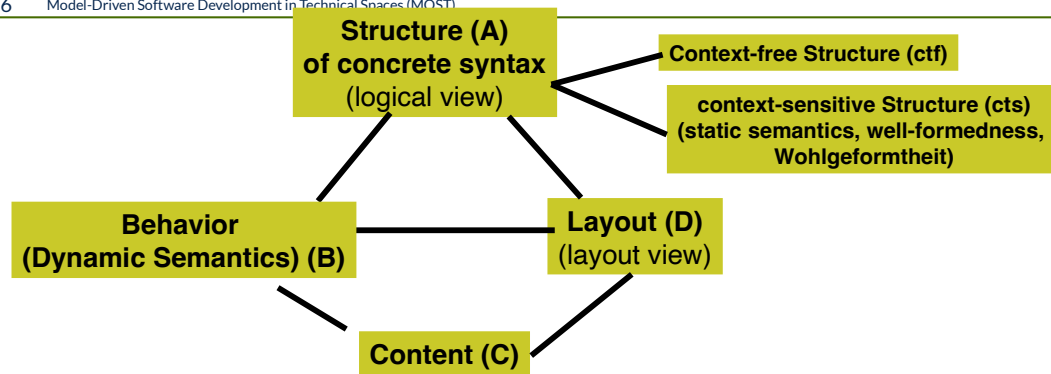 6 Model-Driven Software Development in Technical Spaces (MOST)
Structure (A)
of concrete syntax
(logical view)
Context-free Structure (ctf)
context-sensitive Structure (cts)
(static semantics, well-formedness,
Wohlgeformtheit)
Behavior
(Dynamic Semantics) (B)
Layout (D)
(layout view)
Content (C)